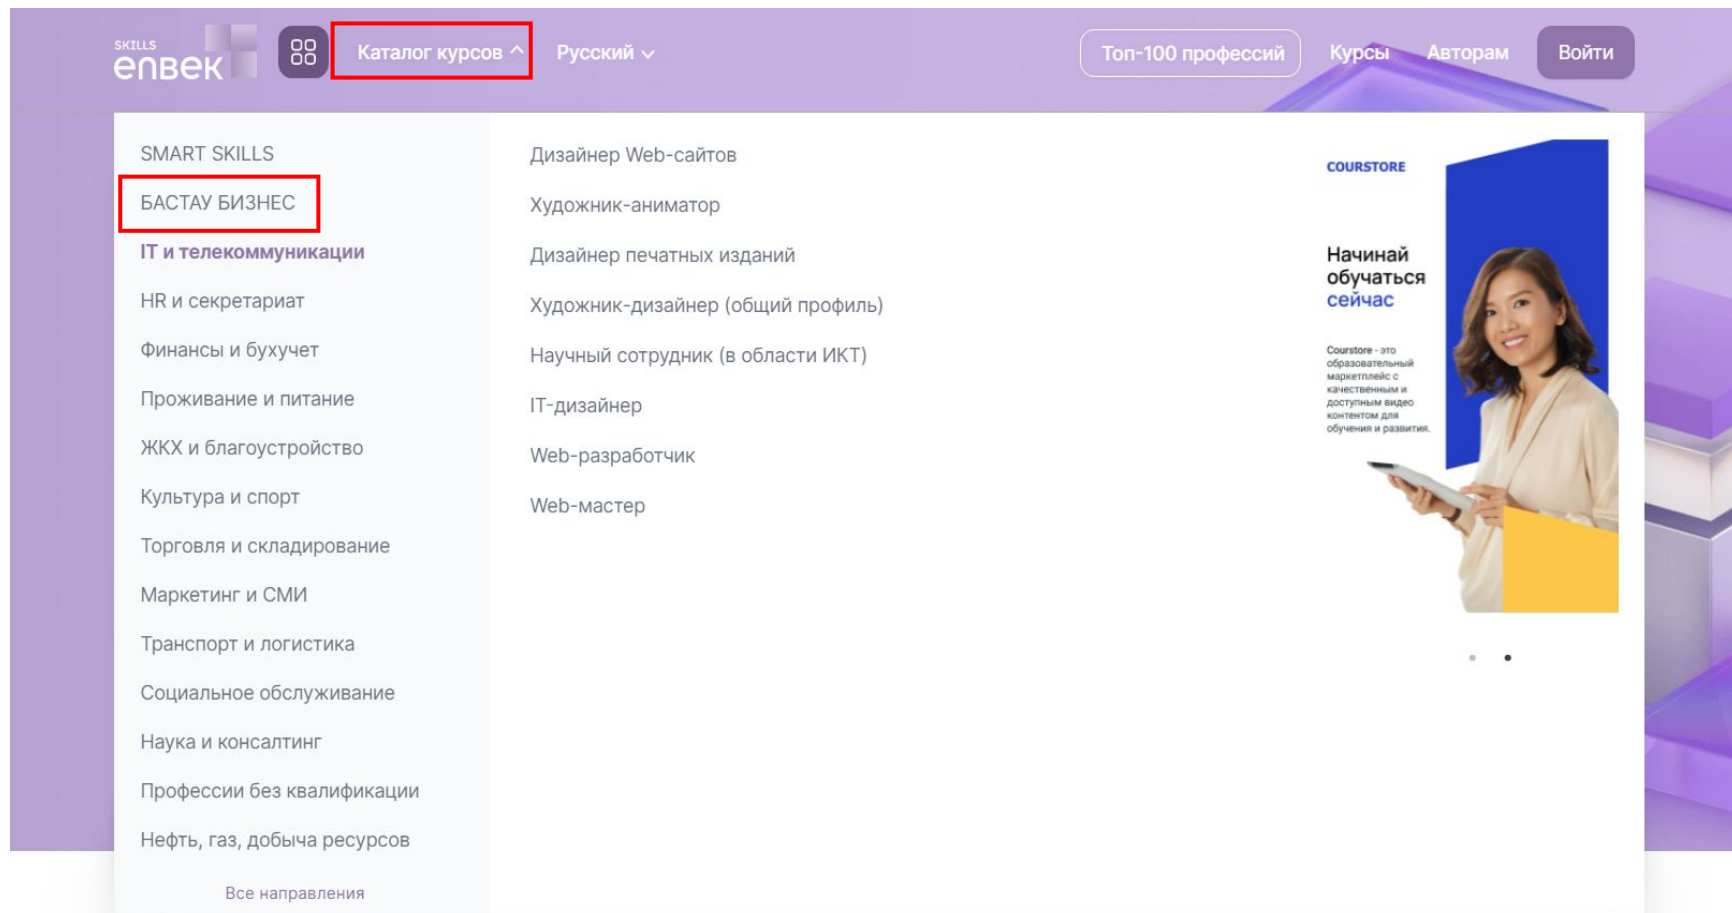 SKILLS
enbek
Каталог курсов
Русский
Топ-100 профессий
Курсы
Авторам
Войти
SMART SKILLS
БАСТАУ БИЗНЕС
IT и телекоммуникации
HR и секретариат
Финансы и бухучет
Проживание и питание
ЖКХ и благоустройство
Культура и спорт
Торговля и складирование
Маркетинг и СМИ
Транспорт и логистика
Социальное обслуживание
Наука и консалтинг
Профессии без квалификации
Нефть, газ, добыча ресурсов
Все направления
Дизайнер Web-сайтов
Художник-аниматор
Дизайнер печатных изданий
Художник-дизайнер (общий профиль)
Научный сотрудник (в области ИКТ)
IT-дизайнер
Web-разработчик
Web-мастер
COURSTORE
Начинай
обучаться
сейчас
Courstore - это
образовательный
маркетплейс с
качественным и
доступным видео
контентом для
обучения и развития.